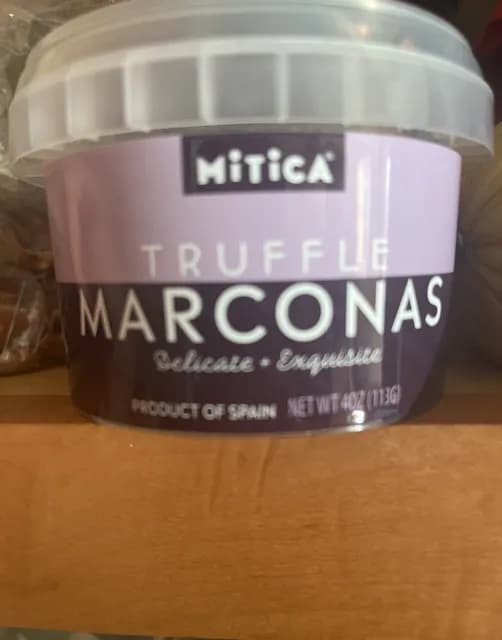 MiTiCA®
TRUFFLE
MARCONAS
Delicate • Exquisite
PRODUCT OF SPAIN NET WT 4OZ (113G)